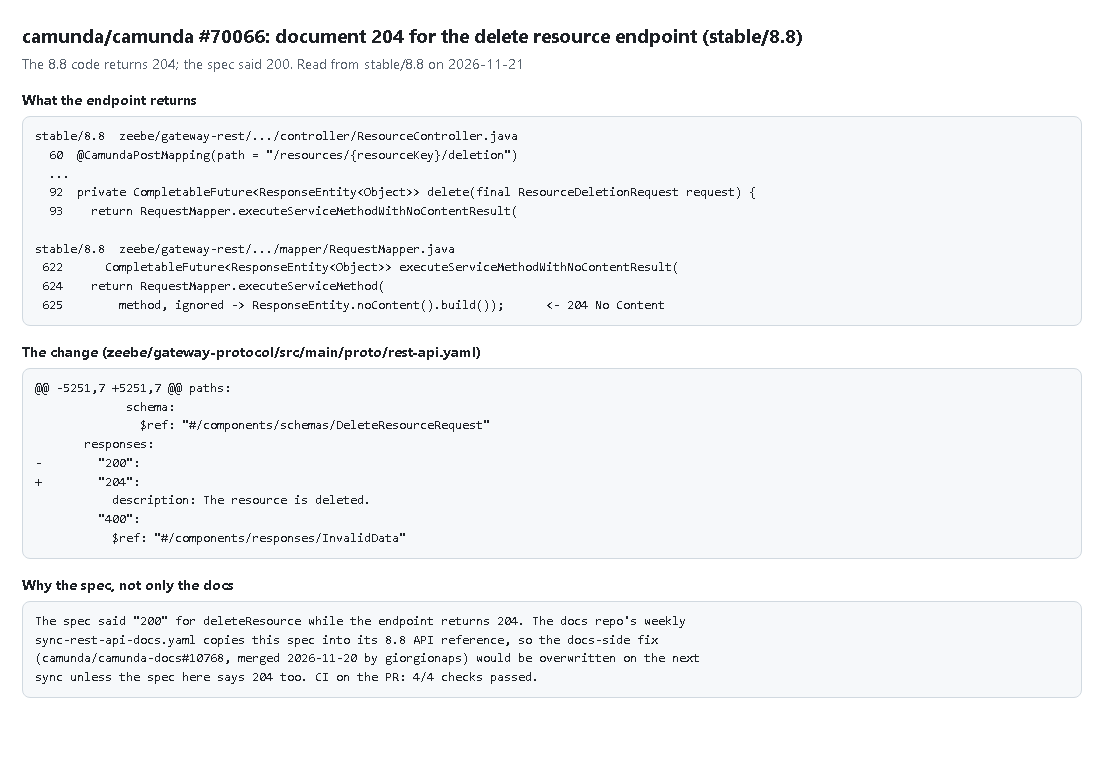 camunda/camunda #70066: document 204 for the delete resource endpoint (stable/8.8)
The 8.8 code returns 204; the spec said 200. Read from stable/8.8 on 2026-11-21
What the endpoint returns
stable/8.8  zeebe/gateway-rest/.../controller/ResourceController.java
  60  @CamundaPostMapping(path = "/resources/{resourceKey}/deletion")
  ...
  92  private CompletableFuture<ResponseEntity<Object>> delete(final ResourceDeletionRequest request) {
  93    return RequestMapper.executeServiceMethodWithNoContentResult(
stable/8.8  zeebe/gateway-rest/.../mapper/RequestMapper.java
 622      CompletableFuture<ResponseEntity<Object>> executeServiceMethodWithNoContentResult(
 624    return RequestMapper.executeServiceMethod(
 625        method, ignored -> ResponseEntity.noContent().build());      <- 204 No Content
The change (zeebe/gateway-protocol/src/main/proto/rest-api.yaml)
@@ -5251,7 +5251,7 @@ paths:
             schema:
               $ref: "#/components/schemas/DeleteResourceRequest"
       responses:
-        "200":
+        "204":
           description: The resource is deleted.
         "400":
           $ref: "#/components/responses/InvalidData"
Why the spec, not only the docs
The spec said "200" for deleteResource while the endpoint returns 204. The docs repo's weekly
sync-rest-api-docs.yaml copies this spec into its 8.8 API reference, so the docs-side fix
(camunda/camunda-docs#10768, merged 2026-11-20 by giorgionaps) would be overwritten on the next
sync unless the spec here says 204 too. CI on the PR: 4/4 checks passed.